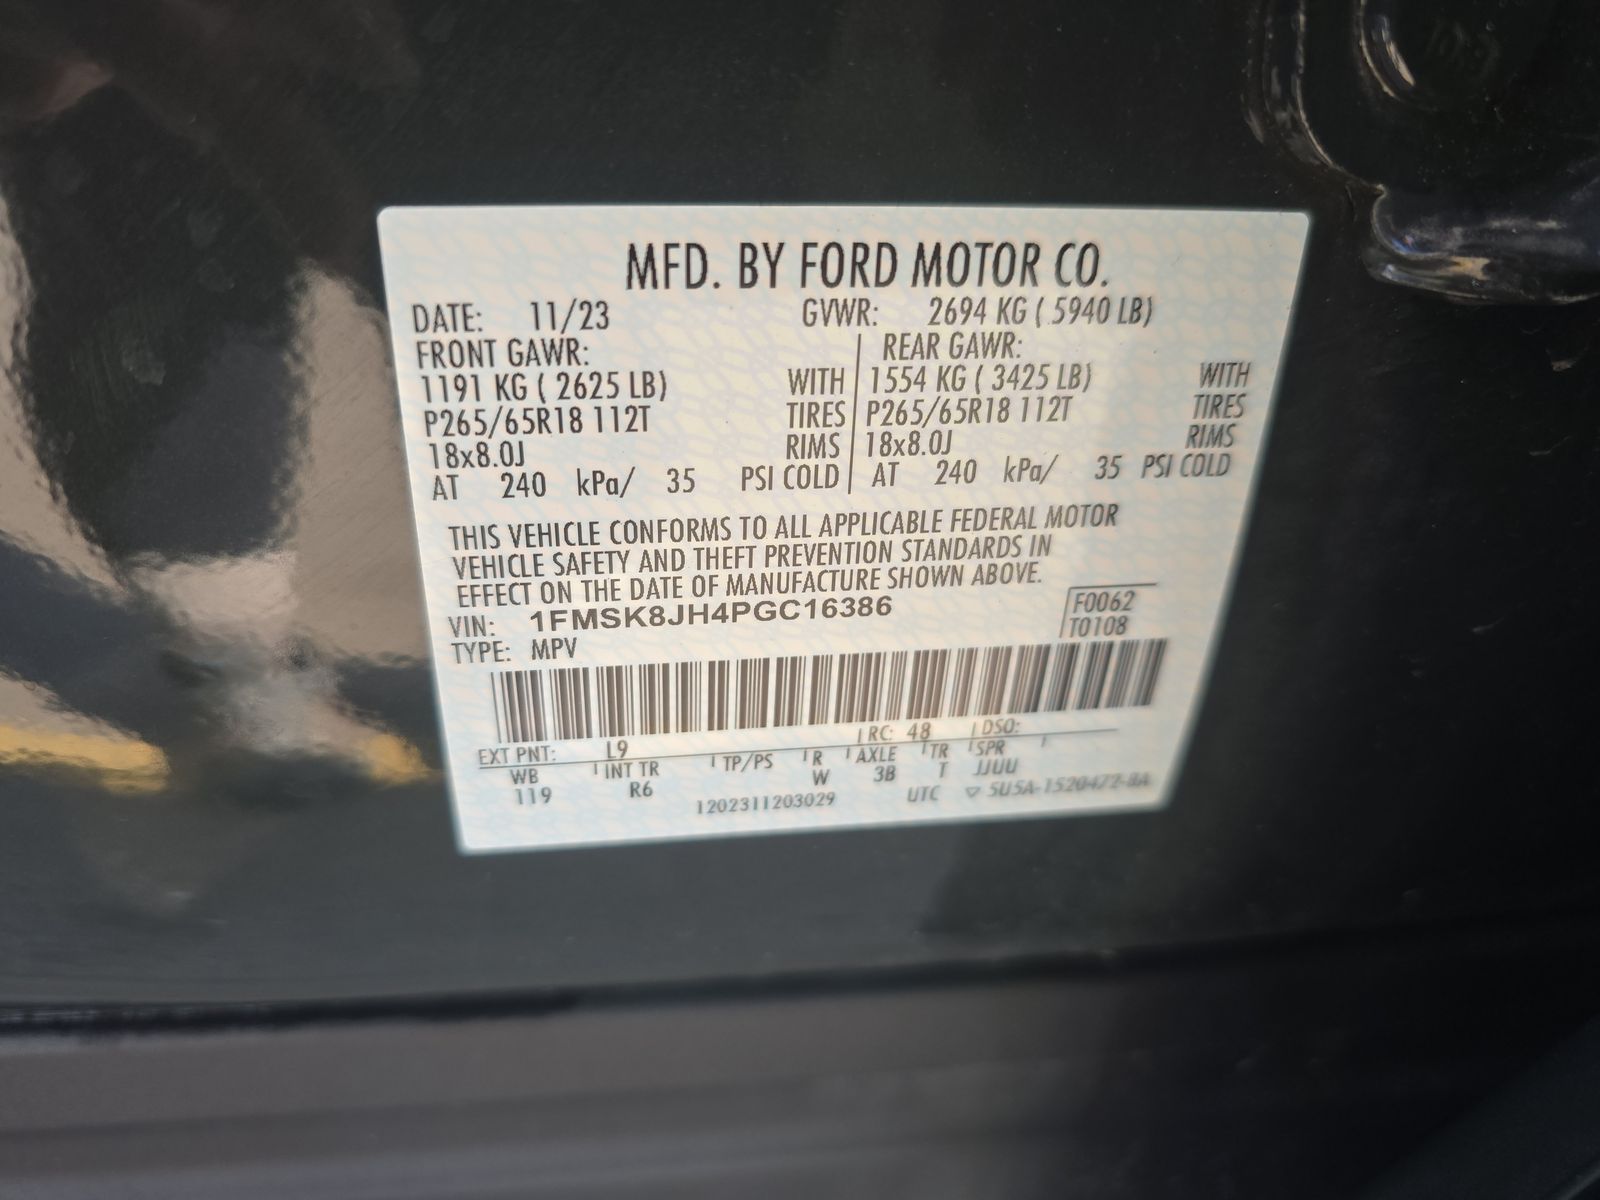 MFD. BY FORD MOTOR CO.
DATE: 11/23 GVWR: 2694 KG ( 5940 LB)
FRONT GAWR: REAR GAWR:
1191 KG ( 2625 LB) WITH 1554 KG ( 3425 LB) WITH
P265/65R18 112T TIRES P265/65R18 112T TIRES
18x8.0J RIMS 18x8.0J RIMS
AT 240 kPa/ 35 PSI COLD AT 240 kPa/ 35 PSI COLD
THIS VEHICLE CONFORMS TO ALL APPLICABLE FEDERAL MOTOR
VEHICLE SAFETY AND THEFT PREVENTION STANDARDS IN
EFFECT ON THE DATE OF MANUFACTURE SHOWN ABOVE.
VIN: 1FMSK8JH4PGC16386 F0062
TYPE: MPV T0108
EXT PNT: L9 RC: 48 DSO:
WB INT TR TP/PS R AXLE TR SPR
119 R6 W 3B T JJUU
1202311203029 UTC ▽ 5U5A-1520472-BA